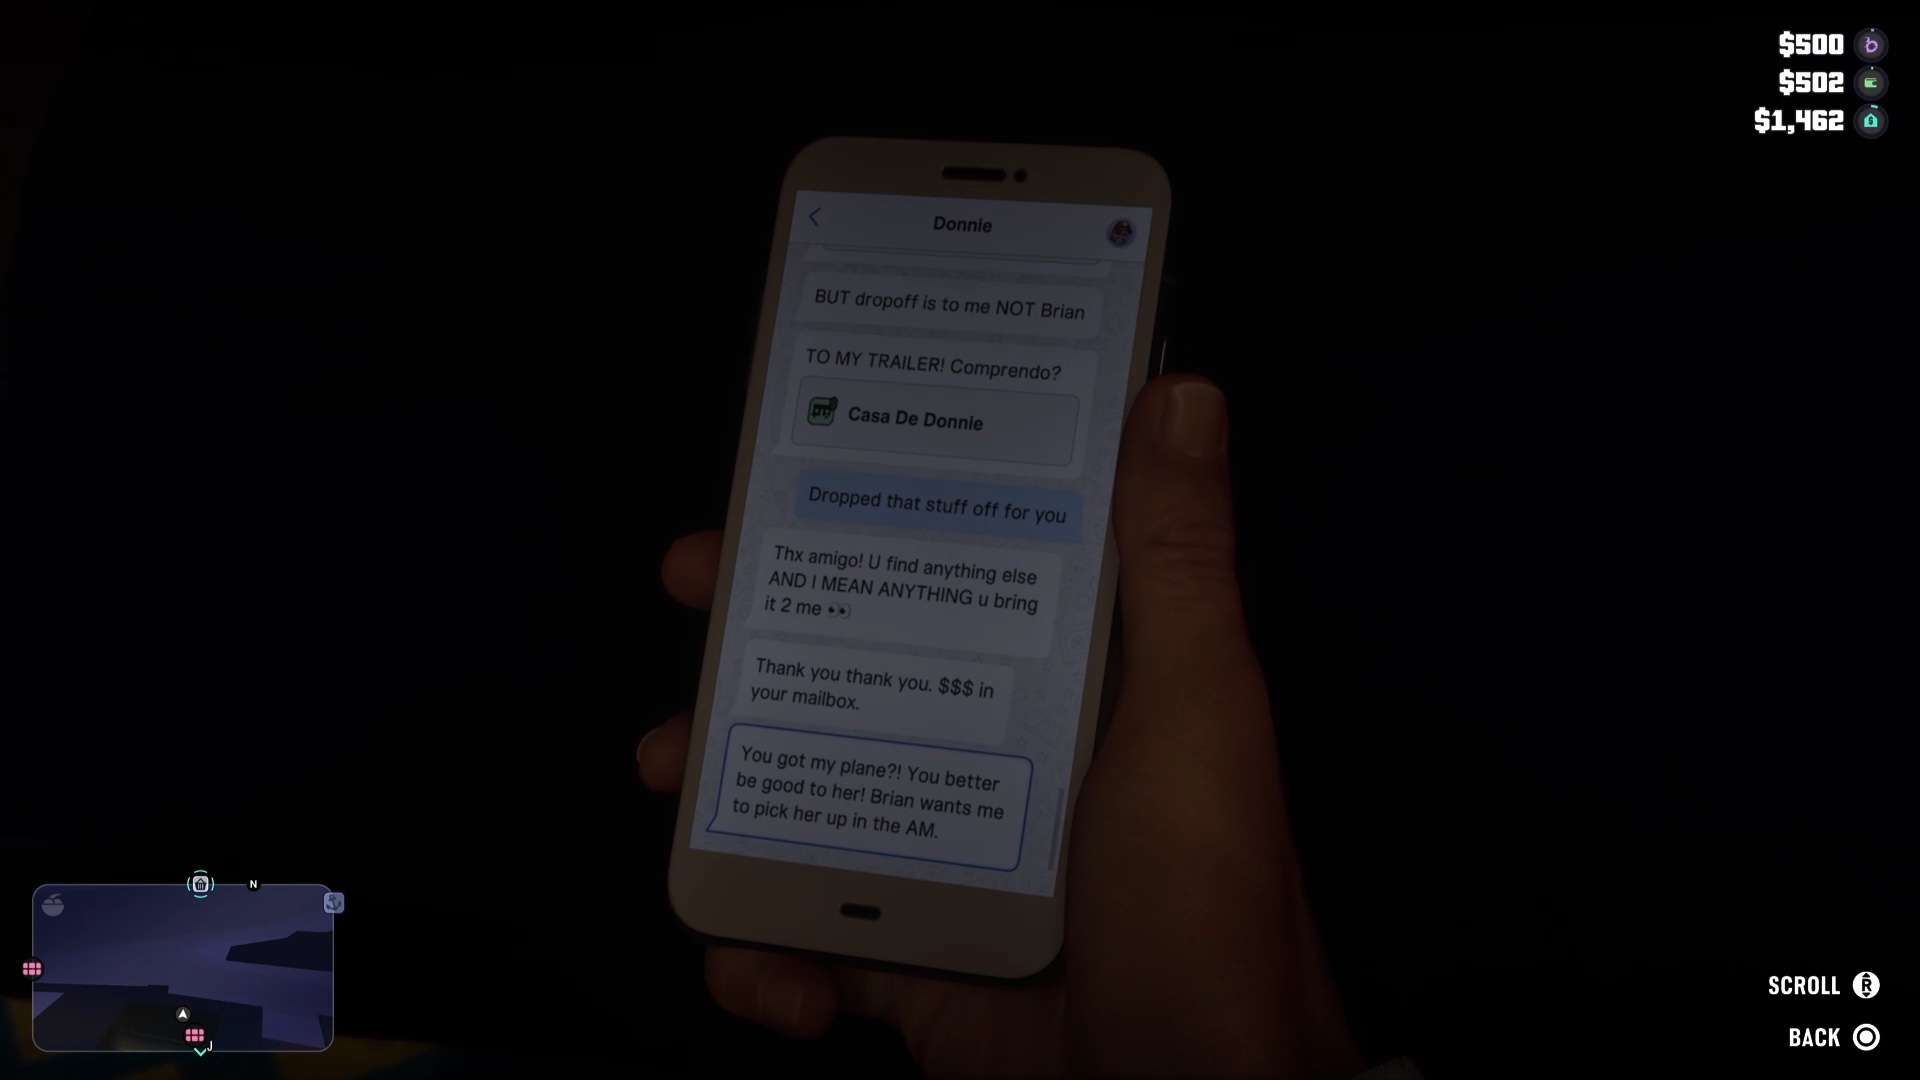 $500
$502
$1,462
Donnie
BUT dropoff is to me NOT Brian
TO MY TRAILER! Comprendo?
Casa De Donnie
Dropped that stuff off for you
Thx amigo! U find anything else
AND I MEAN ANYTHING u bring
it 2 me 👀
Thank you thank you. $$$ in
your mailbox.
You got my plane?! You better
be good to her! Brian wants me
to pick her up in the AM.
N
J
SCROLL R
BACK